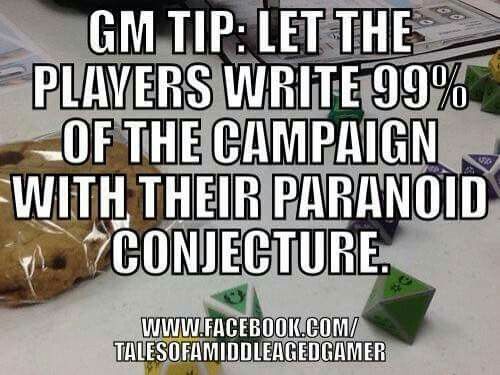 GM TIP: LET THE
PLAYERS WRITE 99%
OF THE CAMPAIGN
WITH THEIR PARANOID
CONJECTURE.
WWW.FACEBOOK.COM/
TALESOFAMIDDLEAGEDGAMER